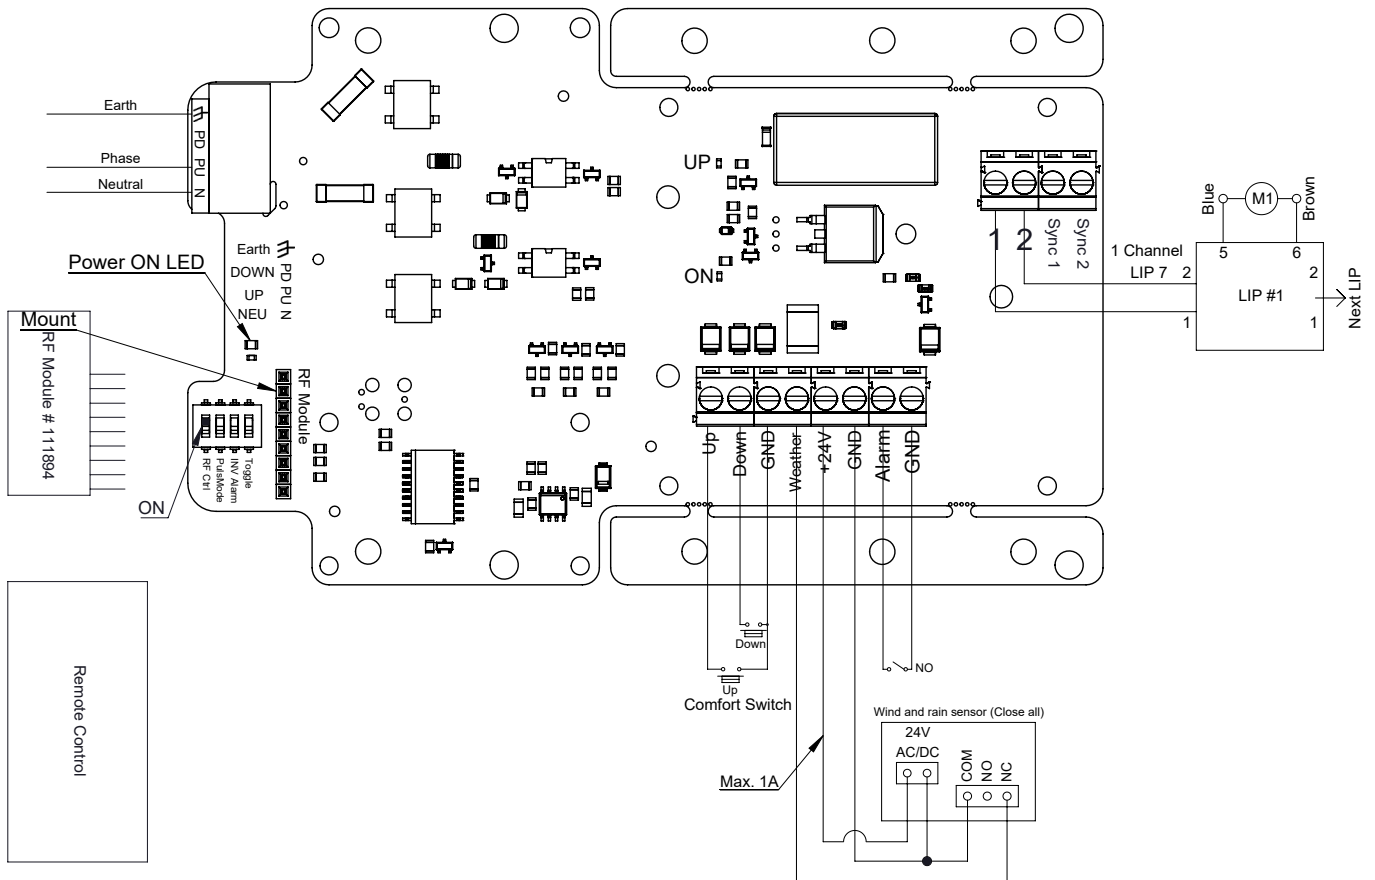 Earth
PD
Phase
PU
Neutral
N
Earth
DOWN
UP
NEU
PD PU N
Power ON LED
Mount
RF Module # 111894
RF Module
RF Ctrl
PulsMode
INV Alarm
Toggle
ON
Remote Control
UP
ON
1 2
Sync 1
Sync 2
1 Channel
LIP 7
2
1
Blue
M1
Brown
5
6
LIP #1
2
1
Next LIP
Up
Down
GND
Weather
+24V
GND
Alarm
GND
Down
Up
Comfort Switch
NO
Max. 1A
Wind and rain sensor (Close all)
24V
AC/DC
COM
NO
NC